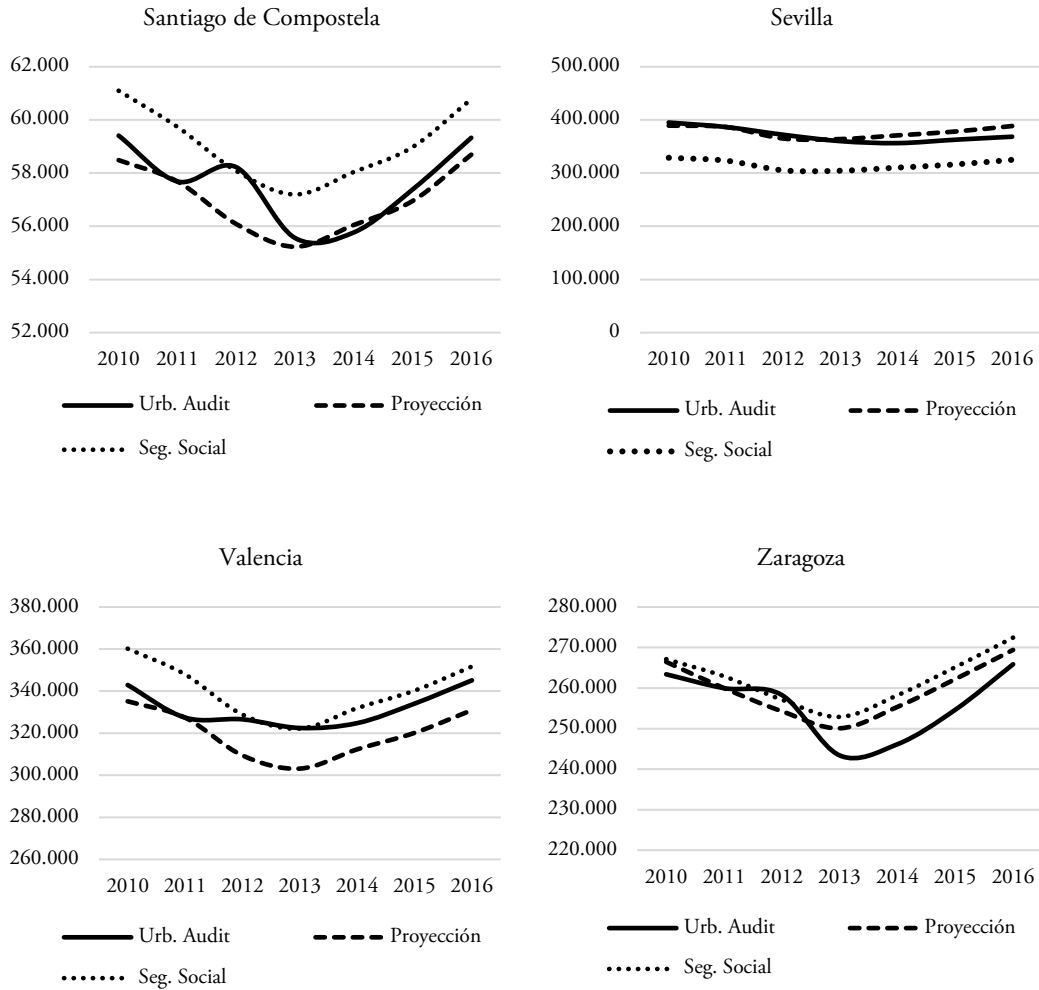 Santiago de Compostela
62.000
60.000
58.000
56.000
54.000
52.000
2010 2011 2012 2013 2014 2015 2016
Urb. Audit Proyección
Seg. Social
Sevilla
500.000
400.000
300.000
200.000
100.000
0
2010 2011 2012 2013 2014 2015 2016
Urb. Audit Proyección
Seg. Social
Valencia
380.000
360.000
340.000
320.000
300.000
280.000
260.000
2010 2011 2012 2013 2014 2015 2016
Urb. Audit Proyección
Seg. Social
Zaragoza
280.000
270.000
260.000
250.000
240.000
230.000
220.000
2010 2011 2012 2013 2014 2015 2016
Urb. Audit Proyección
Seg. Social